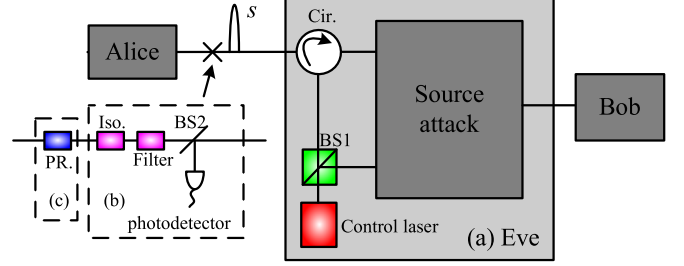 S
Cir.
Alice
Source
attack
Bob
Iso.
BS2
BS1
PR.
Filter
(c)
(b)
photodetector
Control laser
(a) Eve